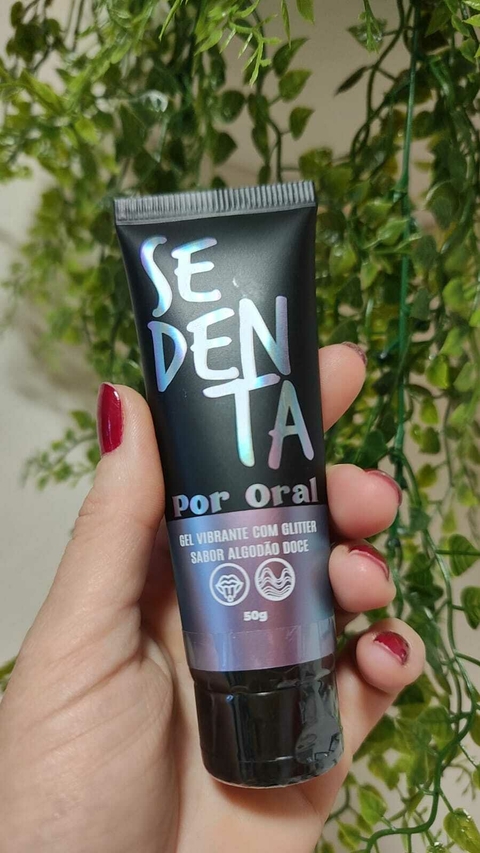 SE
DEN
TA
Por Oral
GEL VIBRANTE COM GLITTER
SABOR ALGODÃO DOCE
50g